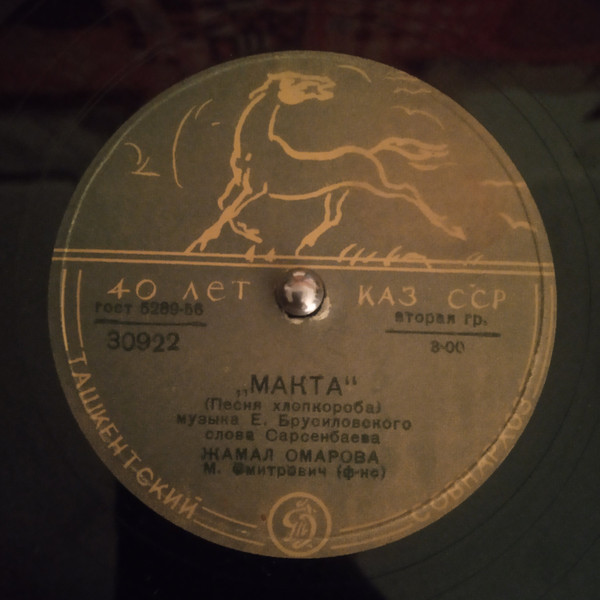 40 лет КАЗ ССР
гост 5289-56
вторая гр.
30922
3-00
„МАКТА“
(Песня хлопкороба)
музыка Е. Брусиловского
слова Сарсенбаева
ЖАМАЛ ОМАРОВА
М. Дмитрович (ф-но)
ТАШКЕНТСКИЙ
СОВНАРХОЗ